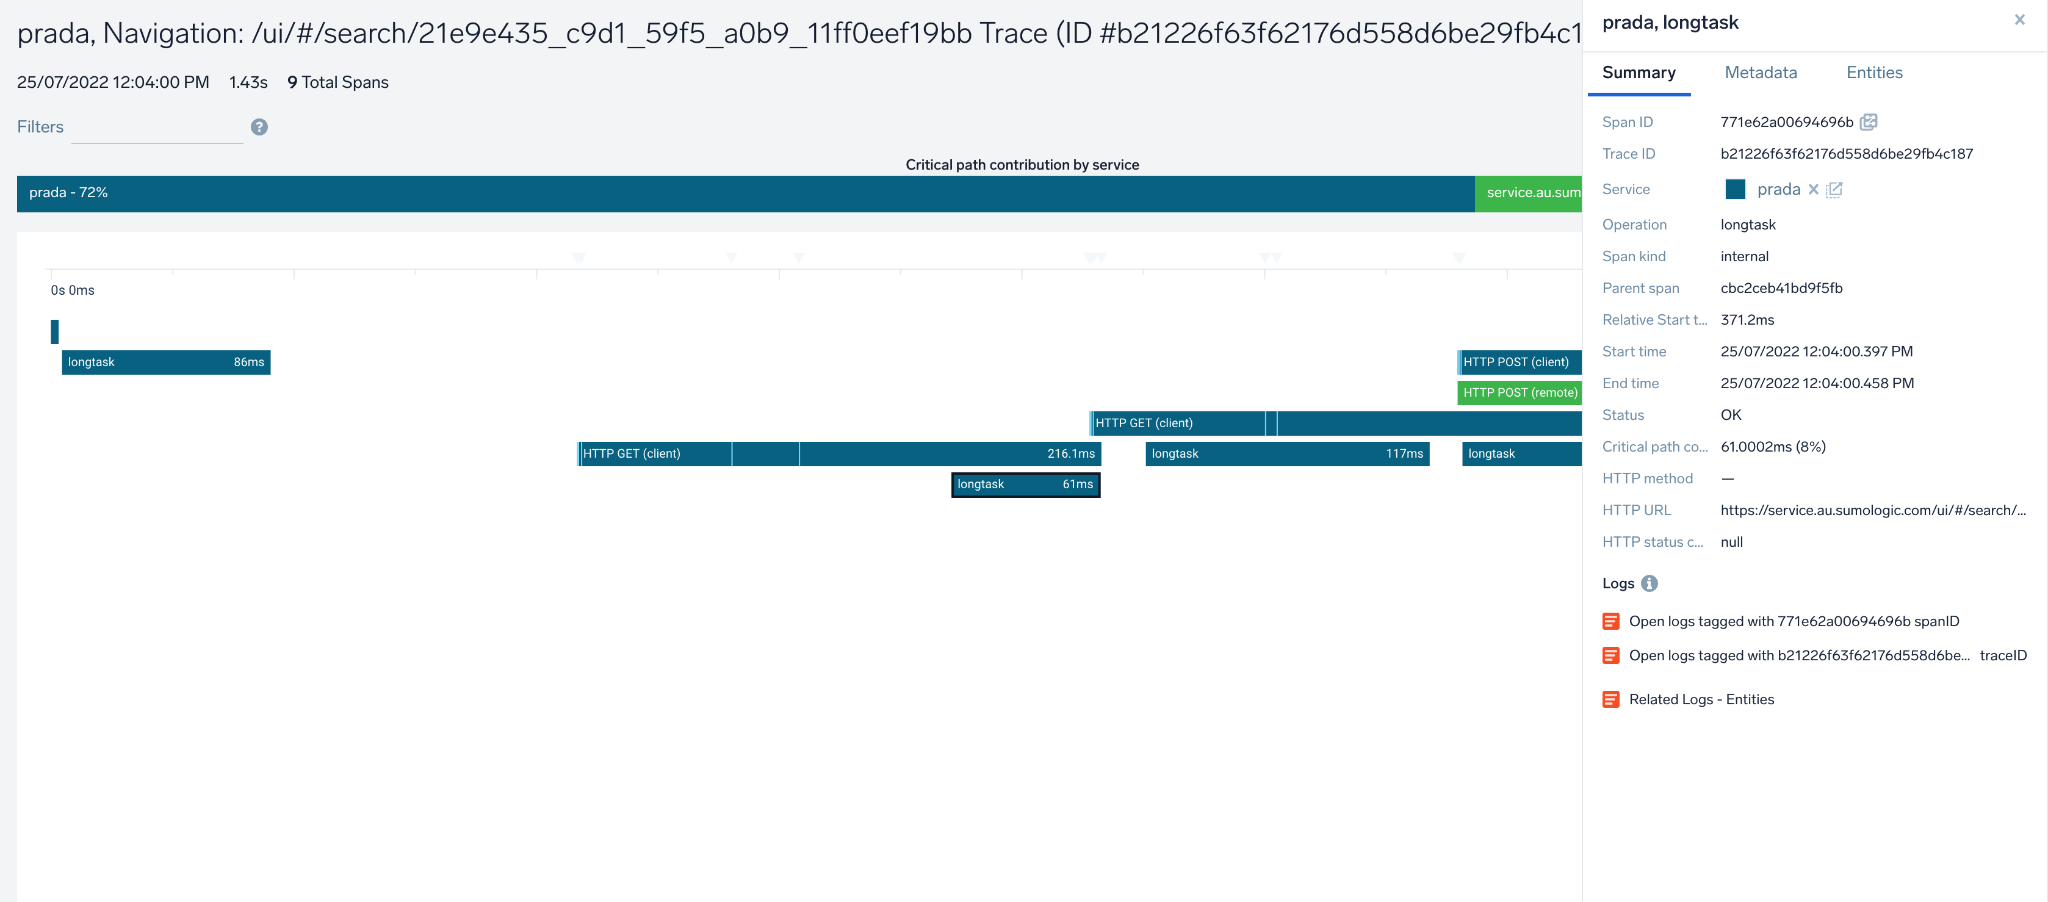 prada, Navigation: /ui/#/search/21e9e435_c9d1_59f5_a0b9_11ff0eef19bb Trace (ID #b21226f63f62176d558d6be29fb4c1
25/07/2022 12:04:00 PM 1.43s 9 Total Spans
Filters ?
Critical path contribution by service
prada - 72% service.au.sum
0s 0ms
longtask 86ms HTTP POST (client)
HTTP POST (remote)
HTTP GET (client)
HTTP GET (client) 216.1ms longtask 117ms longtask
longtask 61ms
prada, longtask ×
Summary Metadata Entities
Span ID 771e62a00694696b
Trace ID b21226f63f62176d558d6be29fb4c187
Service prada ×
Operation longtask
Span kind internal
Parent span cbc2ceb41bd9f5fb
Relative Start t... 371.2ms
Start time 25/07/2022 12:04:00.397 PM
End time 25/07/2022 12:04:00.458 PM
Status OK
Critical path co... 61.0002ms (8%)
HTTP method —
HTTP URL https://service.au.sumologic.com/ui/#/search/...
HTTP status c... null
Logs i
Open logs tagged with 771e62a00694696b spanID
Open logs tagged with b21226f63f62176d558d6be... traceID
Related Logs - Entities